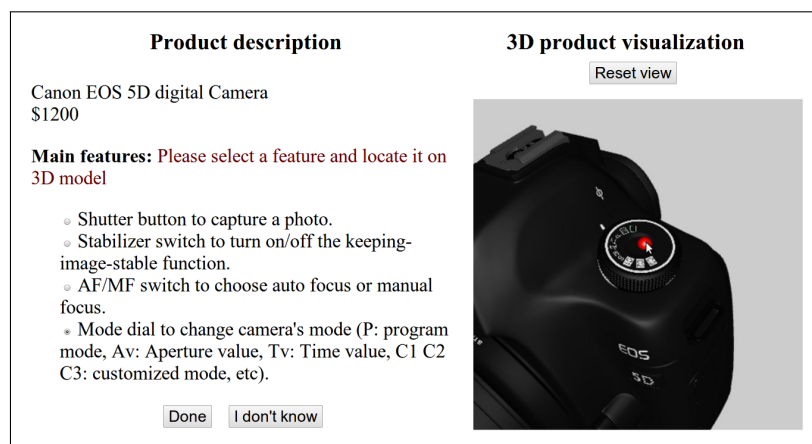 Product description
Canon EOS 5D digital Camera
$1200
Main features: Please select a feature and locate it on
3D model
Shutter button to capture a photo.
Stabilizer switch to turn on/off the keeping-
image-stable function.
AF/MF switch to choose auto focus or manual
focus.
Mode dial to change camera's mode (P: program
mode, Av: Aperture value, Tv: Time value, C1 C2
C3: customized mode, etc).
Done I don't know
3D product visualization
Reset view
EOS
5D